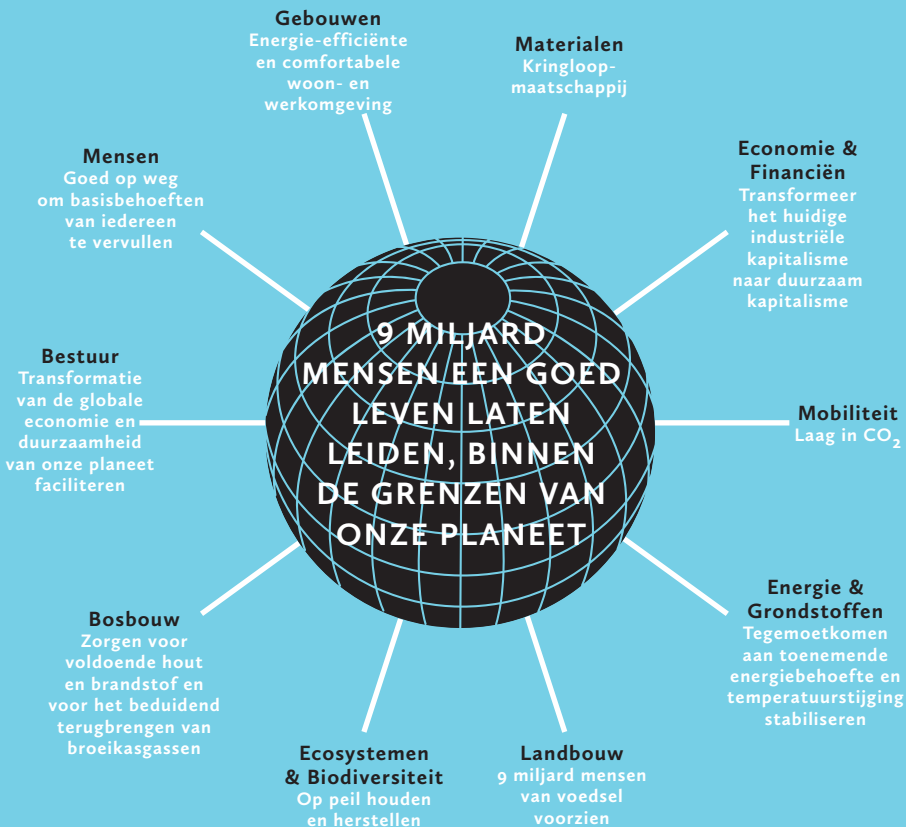 Gebouwen
Energie-efficiënte
en comfortabele
woon- en
werkomgeving
Materialen
Kringloop-
maatschappij
Economie &
Financiën
Transformeer
het huidige
industriële
kapitalisme
naar duurzaam
kapitalisme
Mobiliteit
Laag in CO₂
Energie &
Grondstoffen
Tegemoetkomen
aan toenemende
energiebehoefte en
temperatuurstijging
stabiliseren
Landbouw
9 miljard mensen
van voedsel
voorzien
Ecosystemen
& Biodiversiteit
Op peil houden
en herstellen
Bosbouw
Zorgen voor
voldoende hout
en brandstof en
voor het beduidend
terugbrengen van
broeikasgassen
Bestuur
Transformatie
van de globale
economie en
duurzaamheid
van onze planeet
faciliteren
Mensen
Goed op weg
om basisbehoeften
van iedereen
te vervullen
9 MILJARD
MENSEN EEN GOED
LEVEN LATEN
LEIDEN, BINNEN
DE GRENZEN VAN
ONZE PLANEET